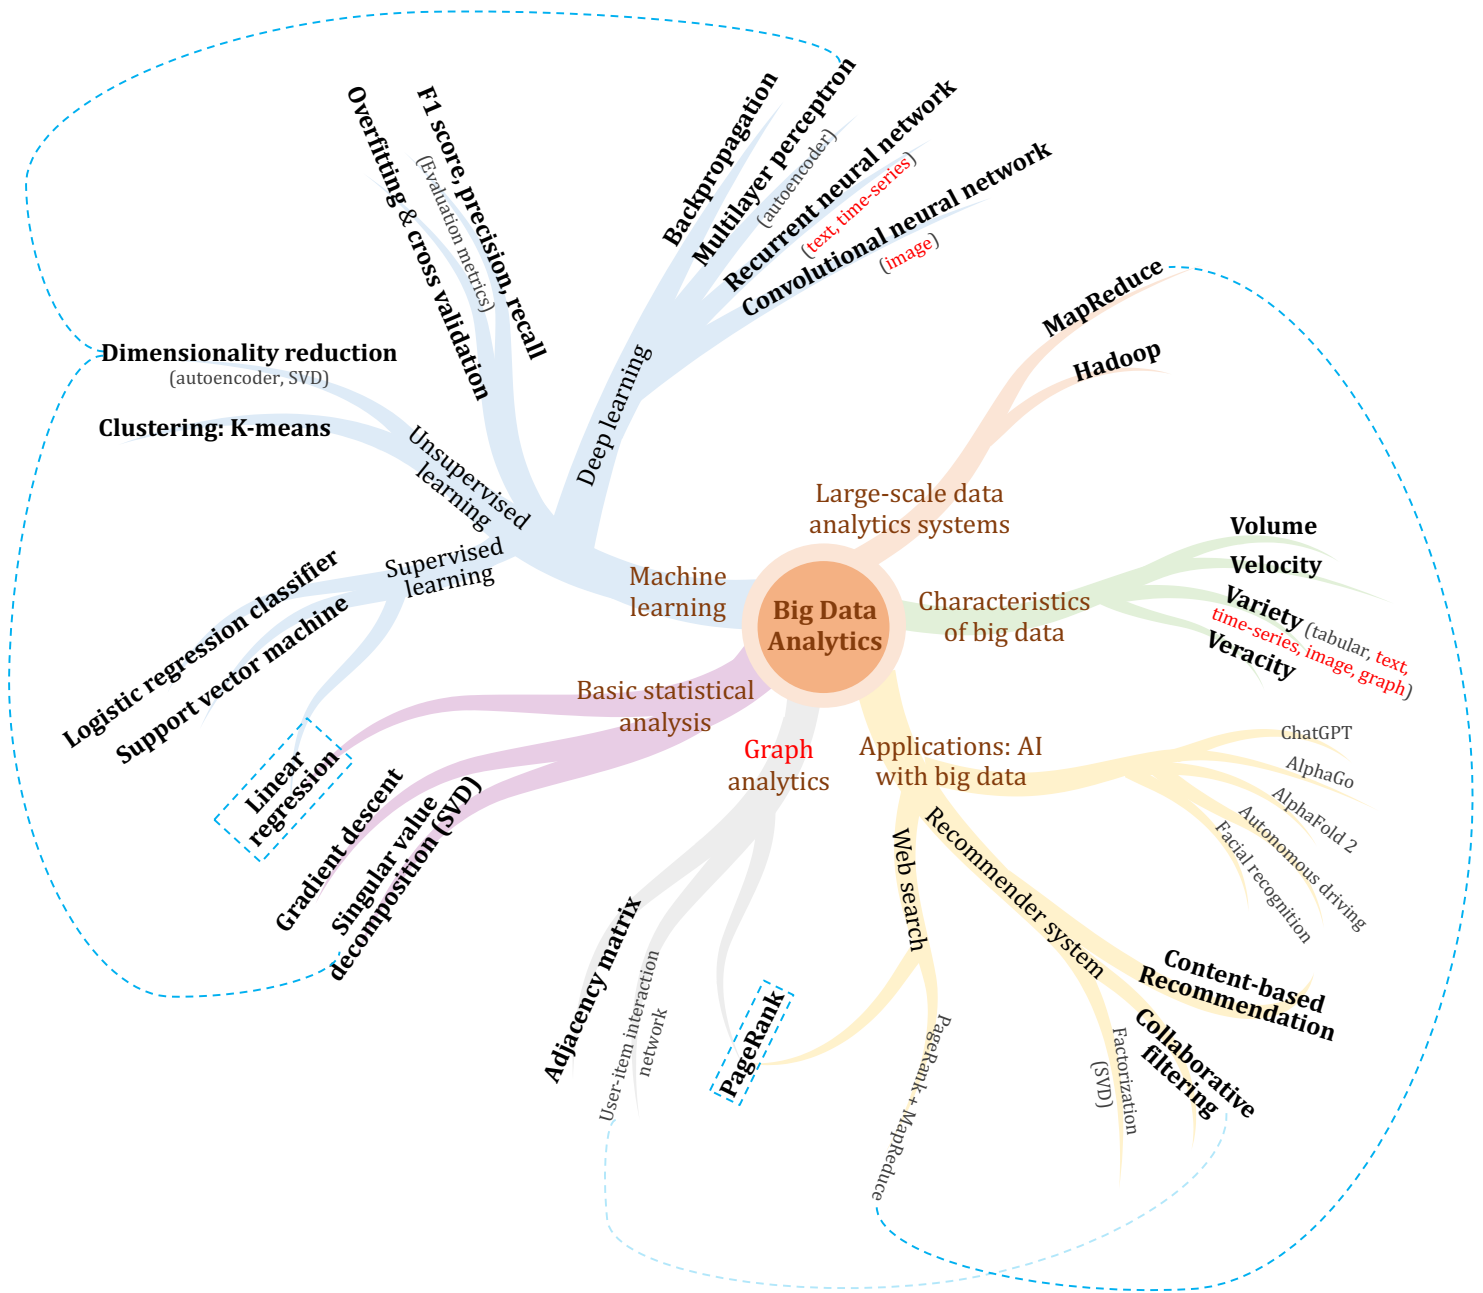 Big Data
Analytics
Machine
learning
Deep learning
Backpropagation
Multilayer perceptron
(autoencoder)
Recurrent neural network
(text, time-series)
Convolutional neural network
(image)
F1 score, precision, recall
(Evaluation metrics)
Overfitting & cross validation
Unsupervised
learning
Dimensionality reduction
(autoencoder, SVD)
Clustering: K-means
Supervised
learning
Logistic regression classifier
Support vector machine
Linear
regression
Basic statistical
analysis
Gradient descent
Singular value
decomposition (SVD)
Graph
analytics
Adjacency matrix
User-item interaction
network
PageRank
Applications: AI
with big data
Web search
PageRank + MapReduce
Recommender system
Factorization
(SVD)
Collaborative
filtering
Content-based
Recommendation
ChatGPT
AlphaGo
AlphaFold 2
Autonomous driving
Facial recognition
Characteristics
of big data
Volume
Velocity
Variety (tabular, text,
time-series, image, graph)
Veracity
Large-scale data
analytics systems
MapReduce
Hadoop